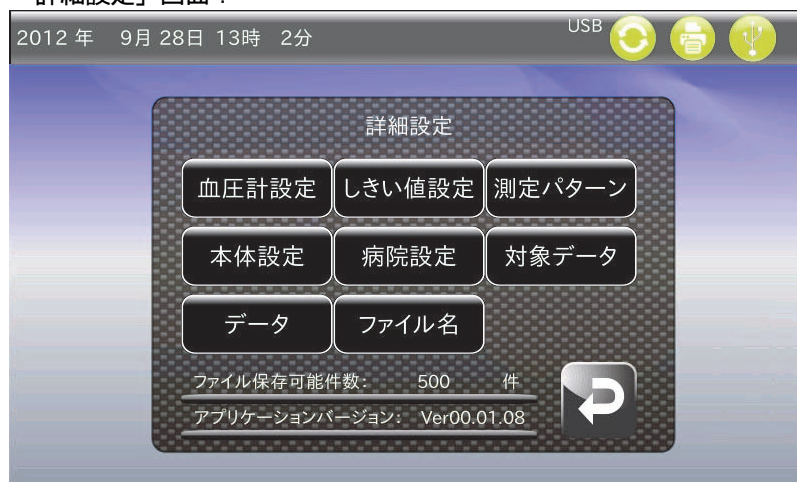 詳細設定」画面:
2012 年 9月 28日 13時 2分 USB
詳細設定
血圧計設定 しきい値設定 測定パターン
本体設定 病院設定 対象データ
データ ファイル名
ファイル保存可能件数: 500 件
アプリケーションバージョン: Ver00.01.08